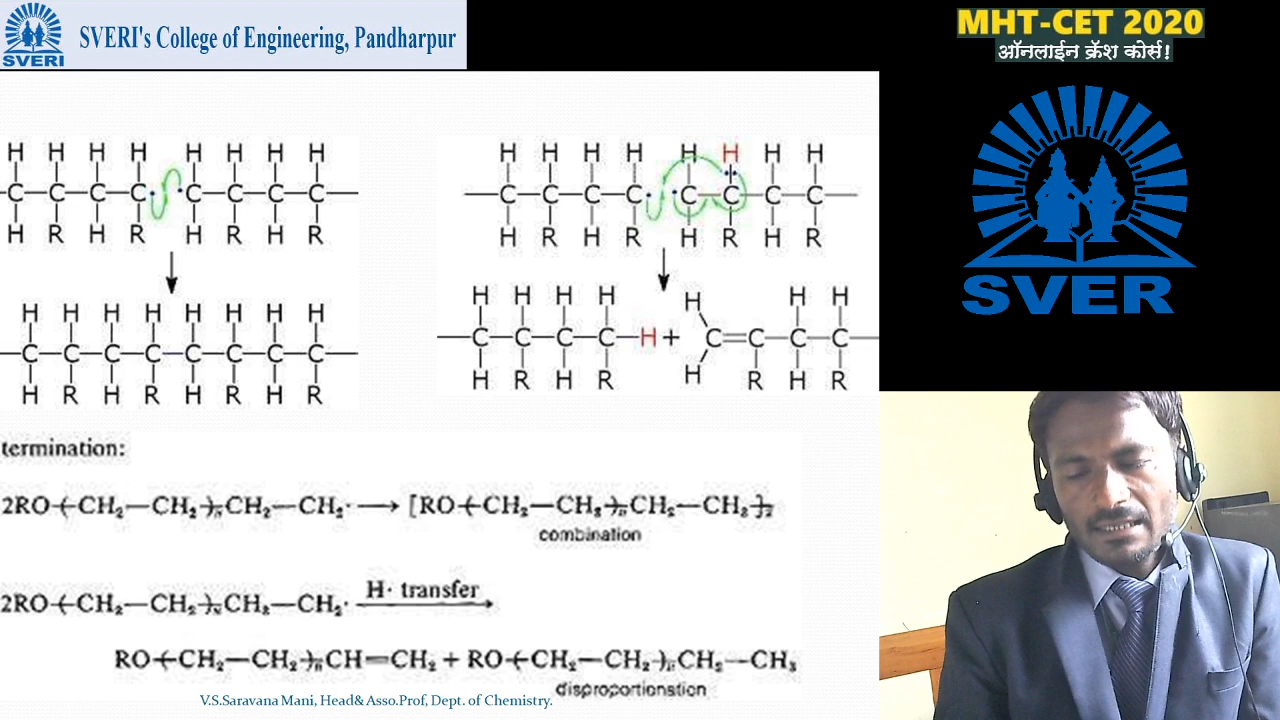 SVERI
SVERI's College of Engineering, Pandharpur
MHT-CET 2020
ऑनलाईन क्रॅश कोर्स!
SVER
H H H H H H H H
C C C C C C C C
H R H R H R H R
H H H H H H H H
C C C C C C C C
H R H R H R H R
H H H H H H H H
C C C C C C C C
H R H R H R H R
H H H H H H H
C C C C H + C C C C
H R H R H R H R
termination:
2RO(CH₂—CH₂)ₙCH₂—CH₂· → [RO(CH₂—CH₂)ₙCH₂—CH₂]₂
combination
2RO(CH₂—CH₂)ₙCH₂—CH₂· H· transfer →
RO(CH₂—CH₂)ₙCH=CH₂ + RO(CH₂—CH₂)ₙCH₂—CH₃
disproportionation
V.S.Saravana Mani, Head& Asso.Prof, Dept. of Chemistry.